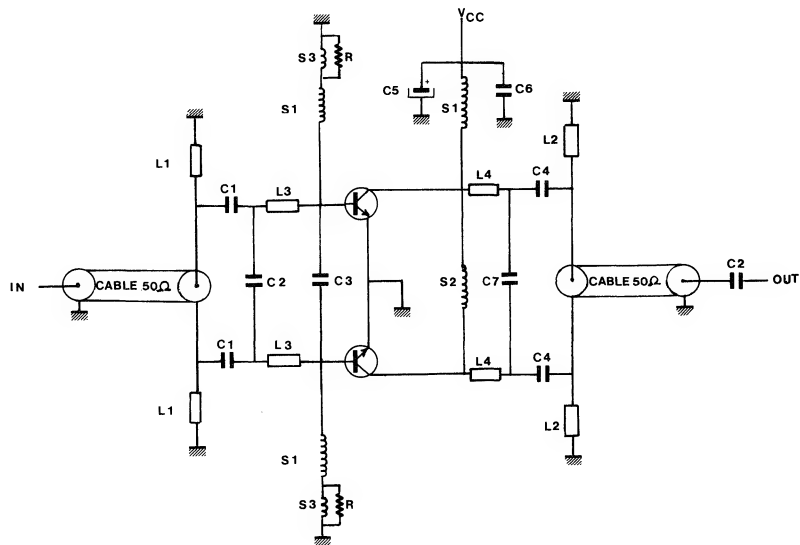 VCC
S3 R
+
C5
S1
C6
S1
L2
L1
C1
L3
L4
C4
IN
CABLE 50Ω
C2
C3
S2
C7
CABLE 50Ω
C2
OUT
C1
L3
L4
C4
L1
L2
S1
S3 R